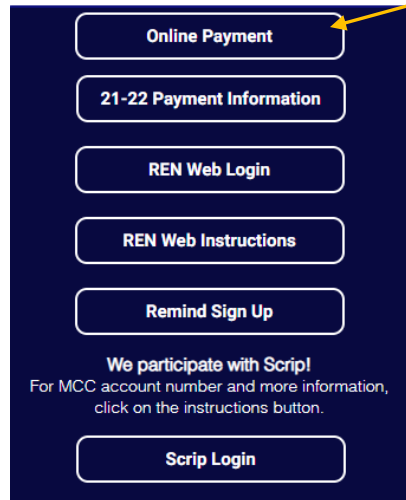 Online Payment
21-22 Payment Information
REN Web Login
REN Web Instructions
Remind Sign Up
We participate with Scrip!
For MCC account number and more information,
click on the instructions button.
Scrip Login